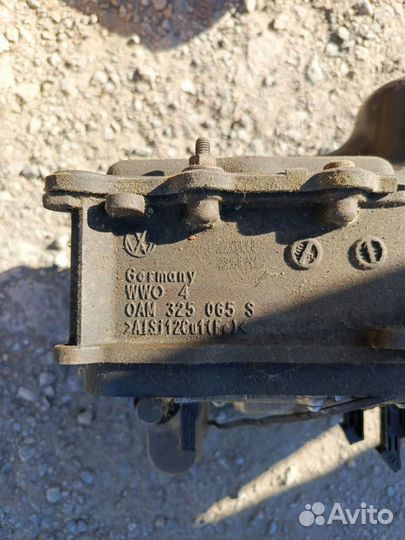 Germany
WWO 4
0AM 325 065 S
>AlSi12Cu1(Fe)<
Avito